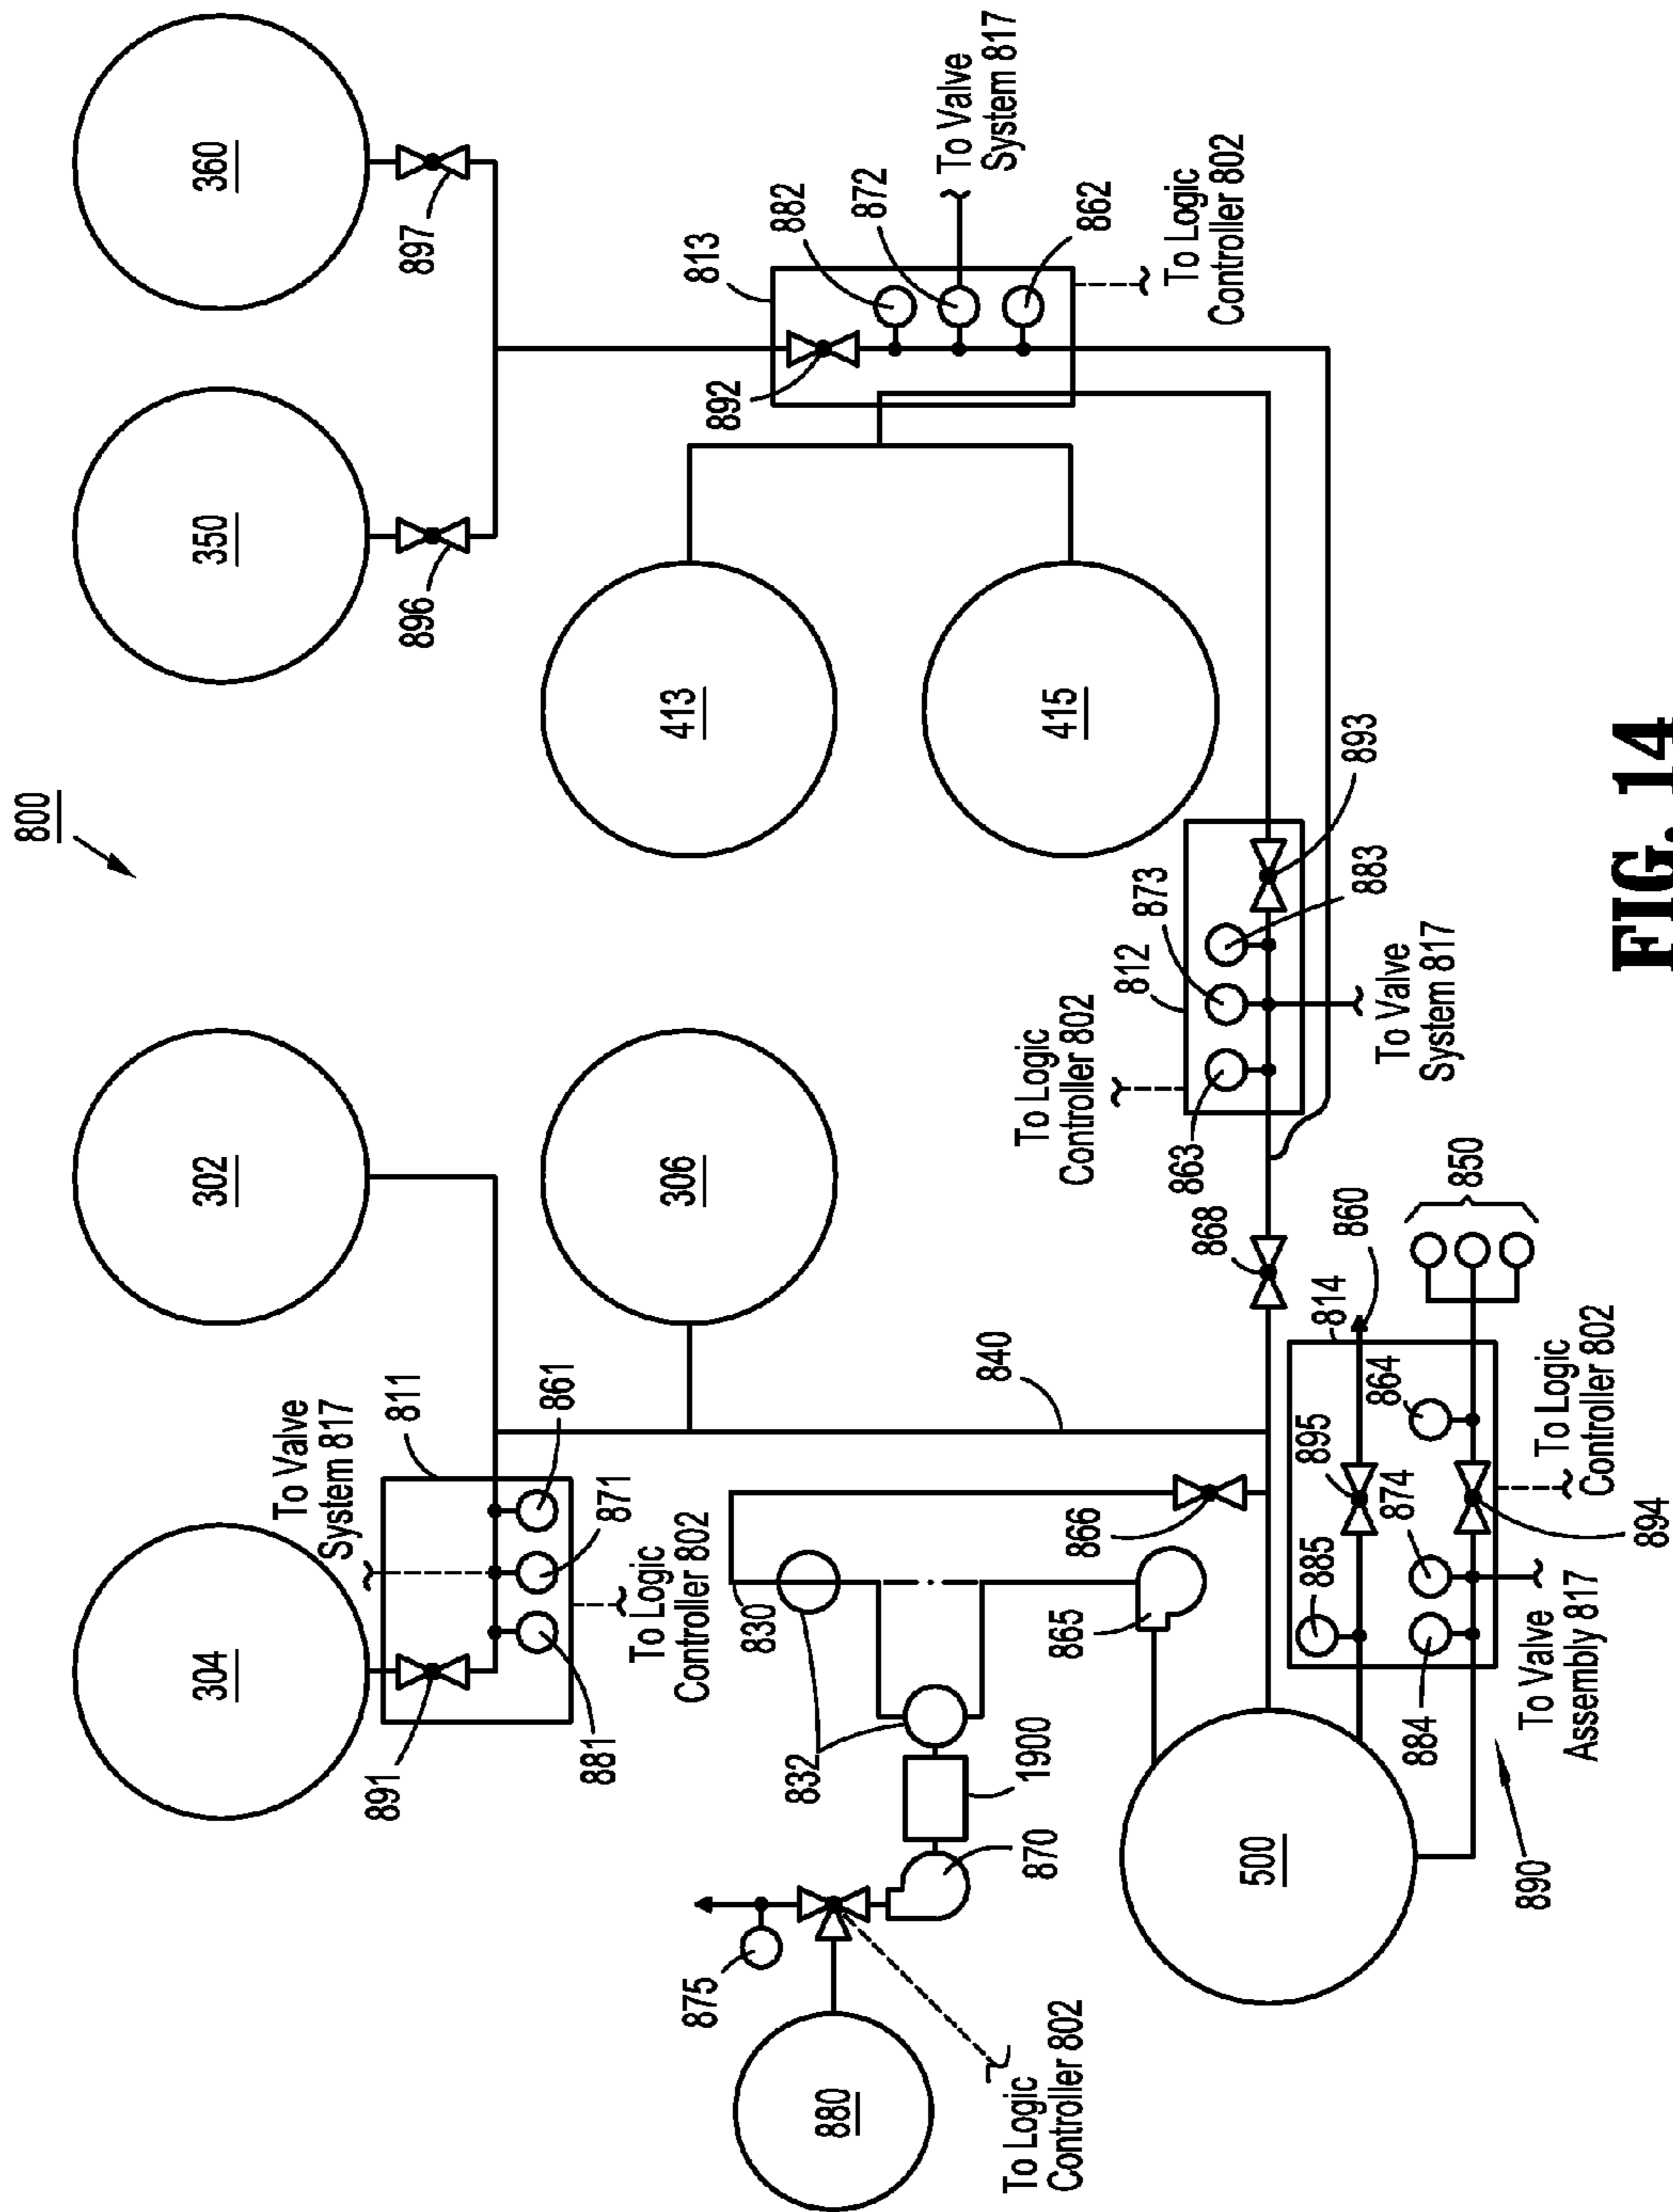 800
304
302
350
360
891
To Valve
System 817
811
881
871
861
To Logic
Controller 802
306
896
897
413
415
813
892
882
872
862
To Valve
System 817
To Logic
Controller 802
875
880
To Logic
Controller 802
870
1900
832
830
840
866
865
500
868
To Logic
Controller 802
812
863
873
883
893
To Valve
System 817
890
814
885
895
860
884
874
864
850
894
To Valve
Assembly 817
To Logic
Controller 802
FIG. 14